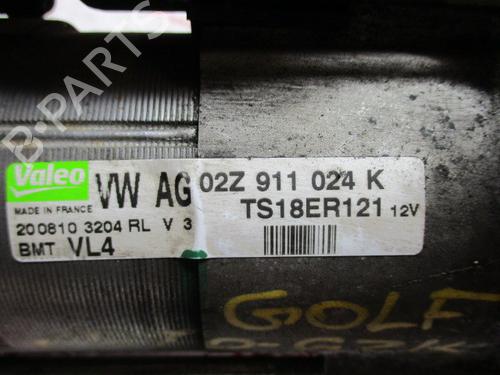 B-PARTS
Valeo
MADE IN FRANCE
VW AG 02Z 911 024 K
TS18ER121 12V
200810 3204 RL V 3
BMT VL4
GOLF